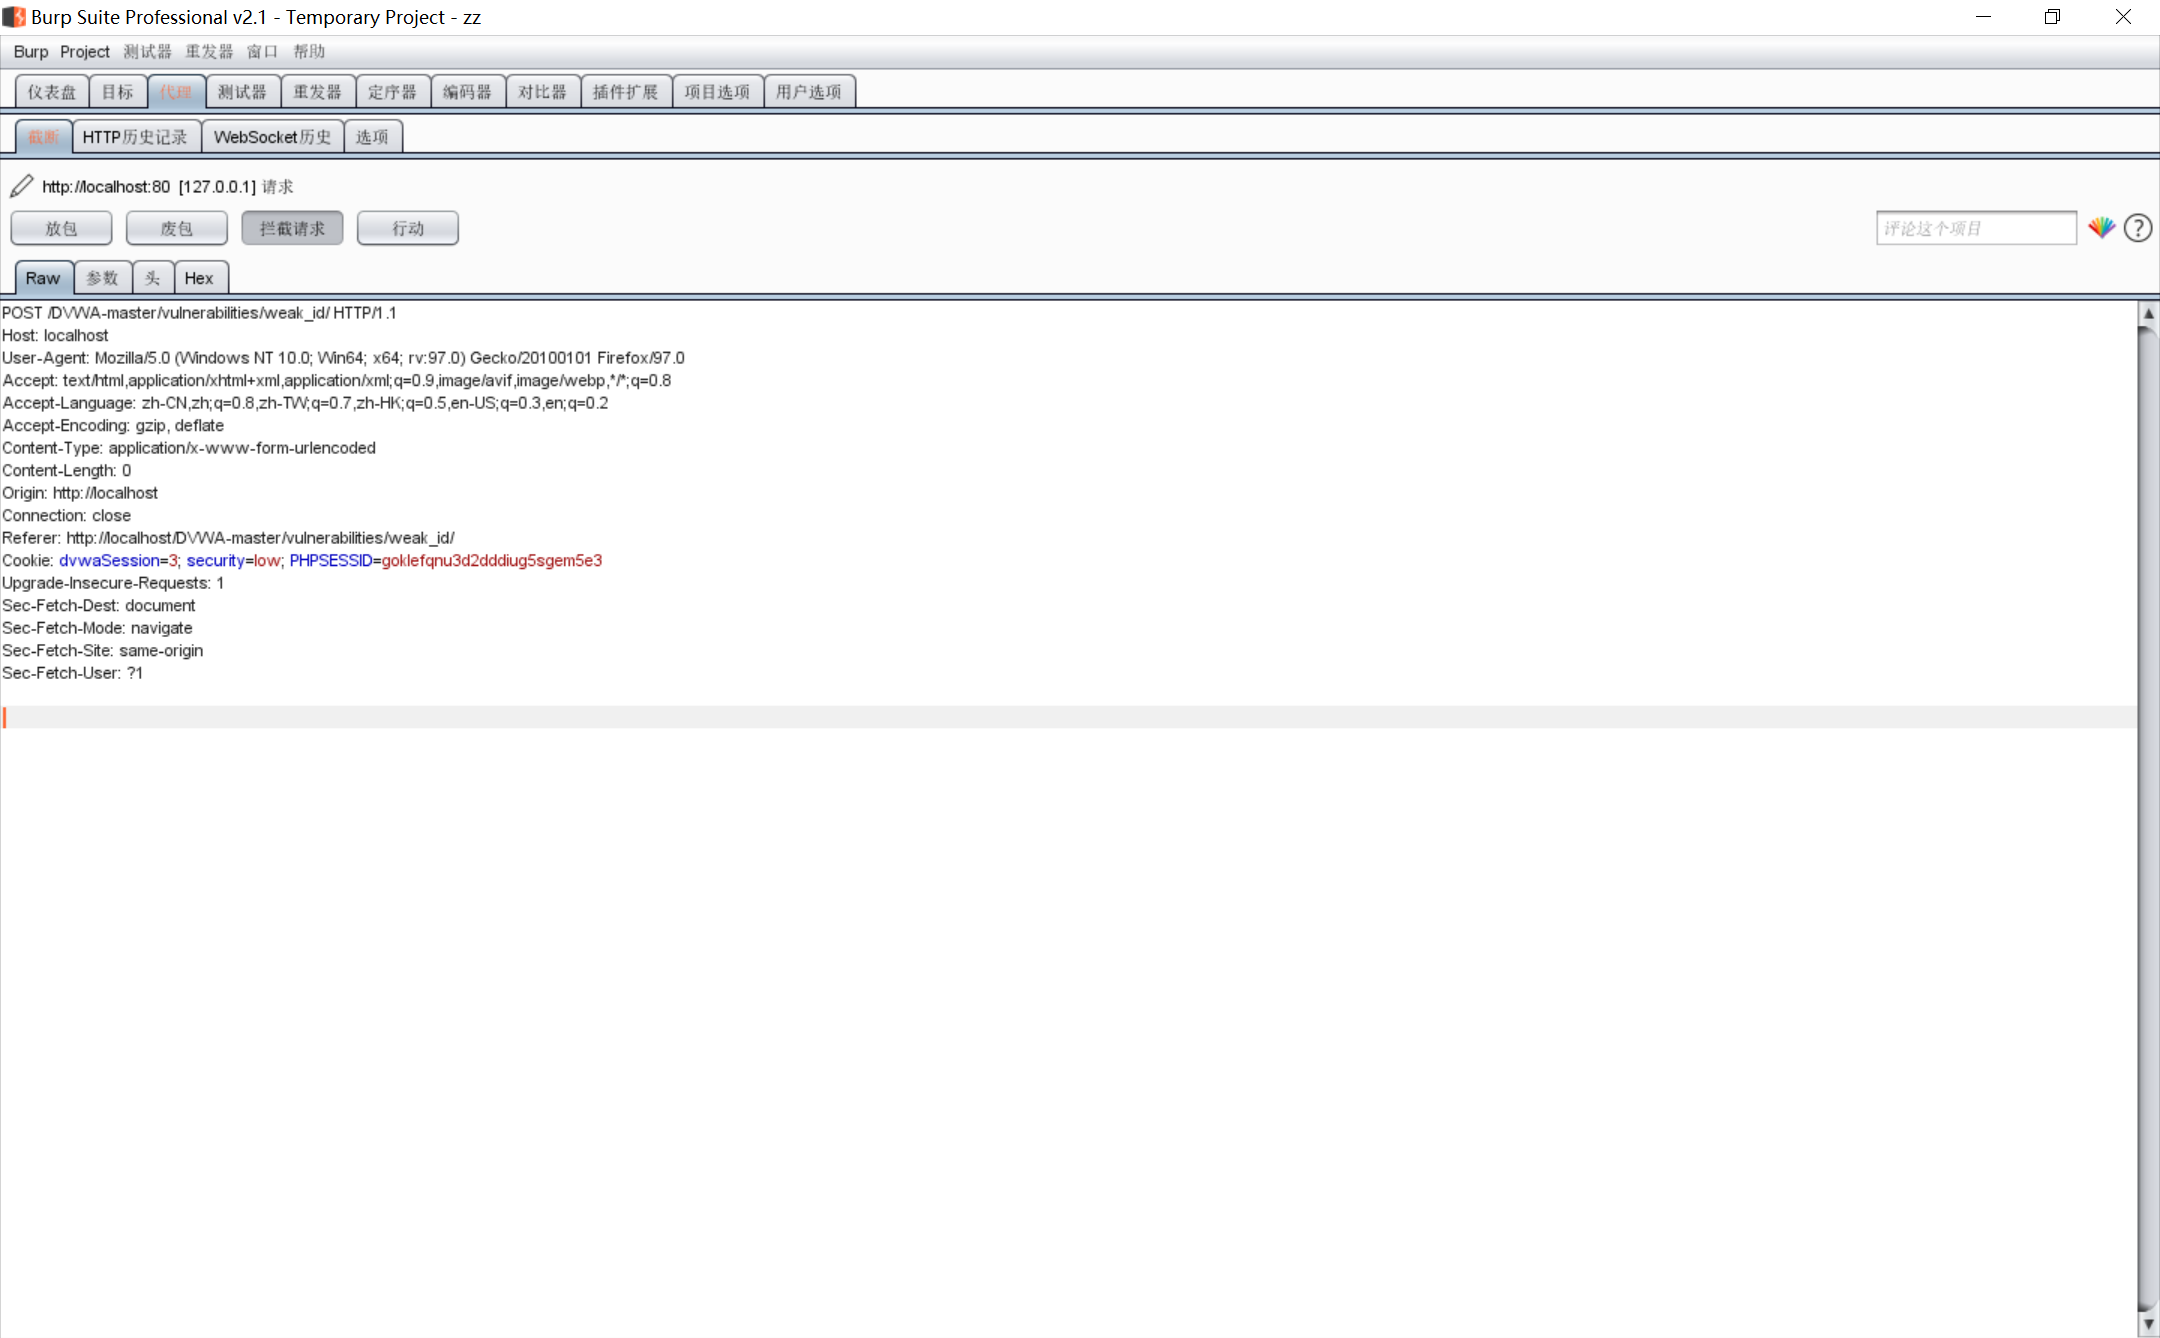 Burp Suite Professional v2.1 - Temporary Project - zz
Burp Project 测试器 重发器 窗口 帮助
仪表盘 目标 代理 测试器 重发器 定序器 编码器 对比器 插件扩展 项目选项 用户选项
截断 HTTP历史记录 WebSocket历史 选项
http://localhost:80 [127.0.0.1] 请求
放包 废包 拦截请求 行动 评论这个项目 ?
Raw 参数 头 Hex
POST /DVWA-master/vulnerabilities/weak_id/ HTTP/1.1
Host: localhost
User-Agent: Mozilla/5.0 (Windows NT 10.0; Win64; x64; rv:97.0) Gecko/20100101 Firefox/97.0
Accept: text/html,application/xhtml+xml,application/xml;q=0.9,image/avif,image/webp,*/*;q=0.8
Accept-Language: zh-CN,zh;q=0.8,zh-TW;q=0.7,zh-HK;q=0.5,en-US;q=0.3,en;q=0.2
Accept-Encoding: gzip, deflate
Content-Type: application/x-www-form-urlencoded
Content-Length: 0
Origin: http://localhost
Connection: close
Referer: http://localhost/DVWA-master/vulnerabilities/weak_id/
Cookie: dvwaSession=3; security=low; PHPSESSID=goklefqnu3d2dddiug5sgem5e3
Upgrade-Insecure-Requests: 1
Sec-Fetch-Dest: document
Sec-Fetch-Mode: navigate
Sec-Fetch-Site: same-origin
Sec-Fetch-User: ?1